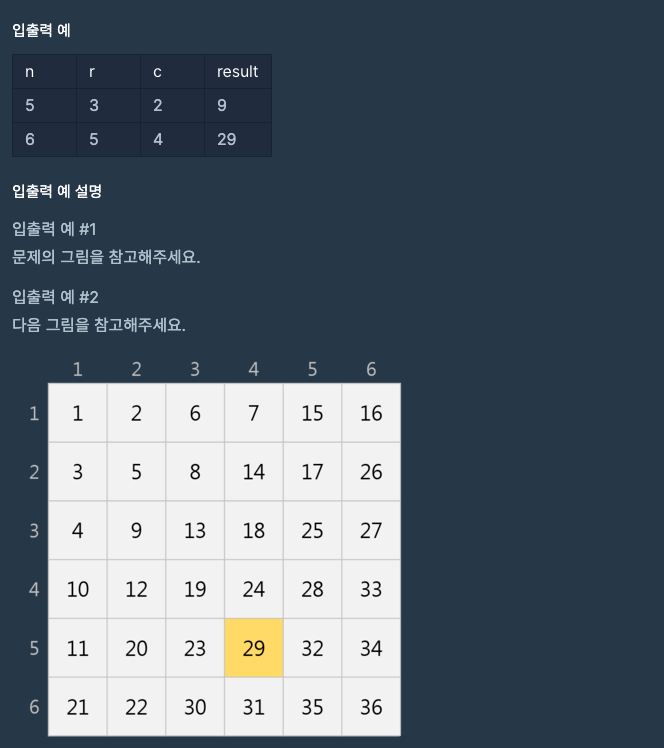 입출력 예
n r c result
5 3 2 9
6 5 4 29
입출력 예 설명
입출력 예 #1
문제의 그림을 참고해주세요.
입출력 예 #2
다음 그림을 참고해주세요.
1 2 3 4 5 6
1 1 2 6 7 15 16
2 3 5 8 14 17 26
3 4 9 13 18 25 27
4 10 12 19 24 28 33
5 11 20 23 29 32 34
6 21 22 30 31 35 36